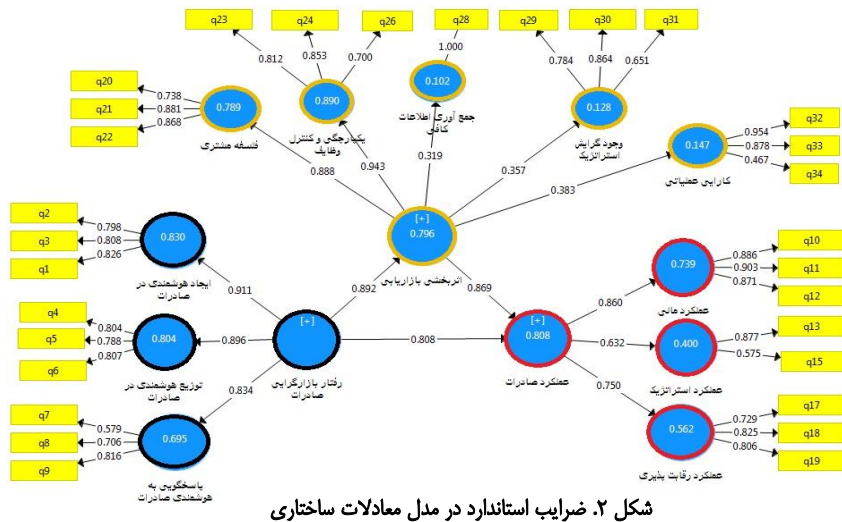 q23
q24
q26
q28
q29
q30
q31
0.812
0.853
0.700
1.000
0.784
0.864
0.651
q20
q21
q22
0.738
0.881
0.868
0.789
فلسفه مشتری
0.890
یکپارچگی و کنترل
وظایف
0.102
جمع آوری اطلاعات
کافی
0.128
وجود گرایش
استراتژیک
0.147
کارایی عملیاتی
0.954
0.878
0.467
q32
q33
q34
0.888
0.943
0.319
0.357
0.383
[+]
0.796
اثربخشی بازاریابی
q2
q3
q1
0.798
0.808
0.826
0.830
ایجاد هوشمندی در
صادرات
0.911
0.892
0.869
q4
q5
q6
0.804
0.788
0.807
0.804
توزیع هوشمندی در
صادرات
0.896
[+]
رفتار بازارگرایی
صادرات
0.808
[+]
0.808
عملکرد صادرات
q7
q8
q9
0.579
0.706
0.816
0.695
پاسخگویی به
هوشمندی صادرات
0.834
0.860
0.739
عملکرد مالی
0.886
0.903
0.871
q10
q11
q12
0.632
0.400
عملکرد استراتژیک
0.877
0.575
q13
q15
0.750
0.562
عملکرد رقابت پذیری
0.729
0.825
0.806
q17
q18
q19
شکل ۲. ضرایب استاندارد در مدل معادلات ساختاری